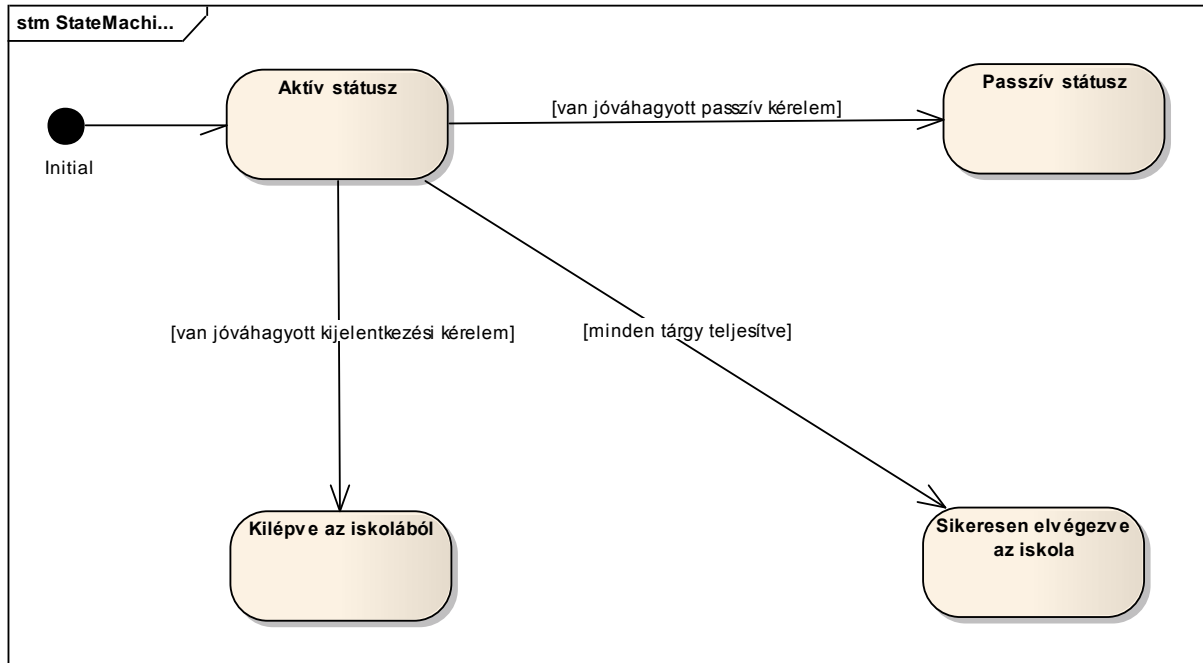 stm StateMachi...
Aktív státusz
Passzív státusz
[van jóváhagyott passzív kérelem]
Initial
[van jóváhagyott kijelentkezési kérelem]
[minden tárgy teljesítve]
Kilépve az iskolából
Sikeresen elvégezve
az iskola